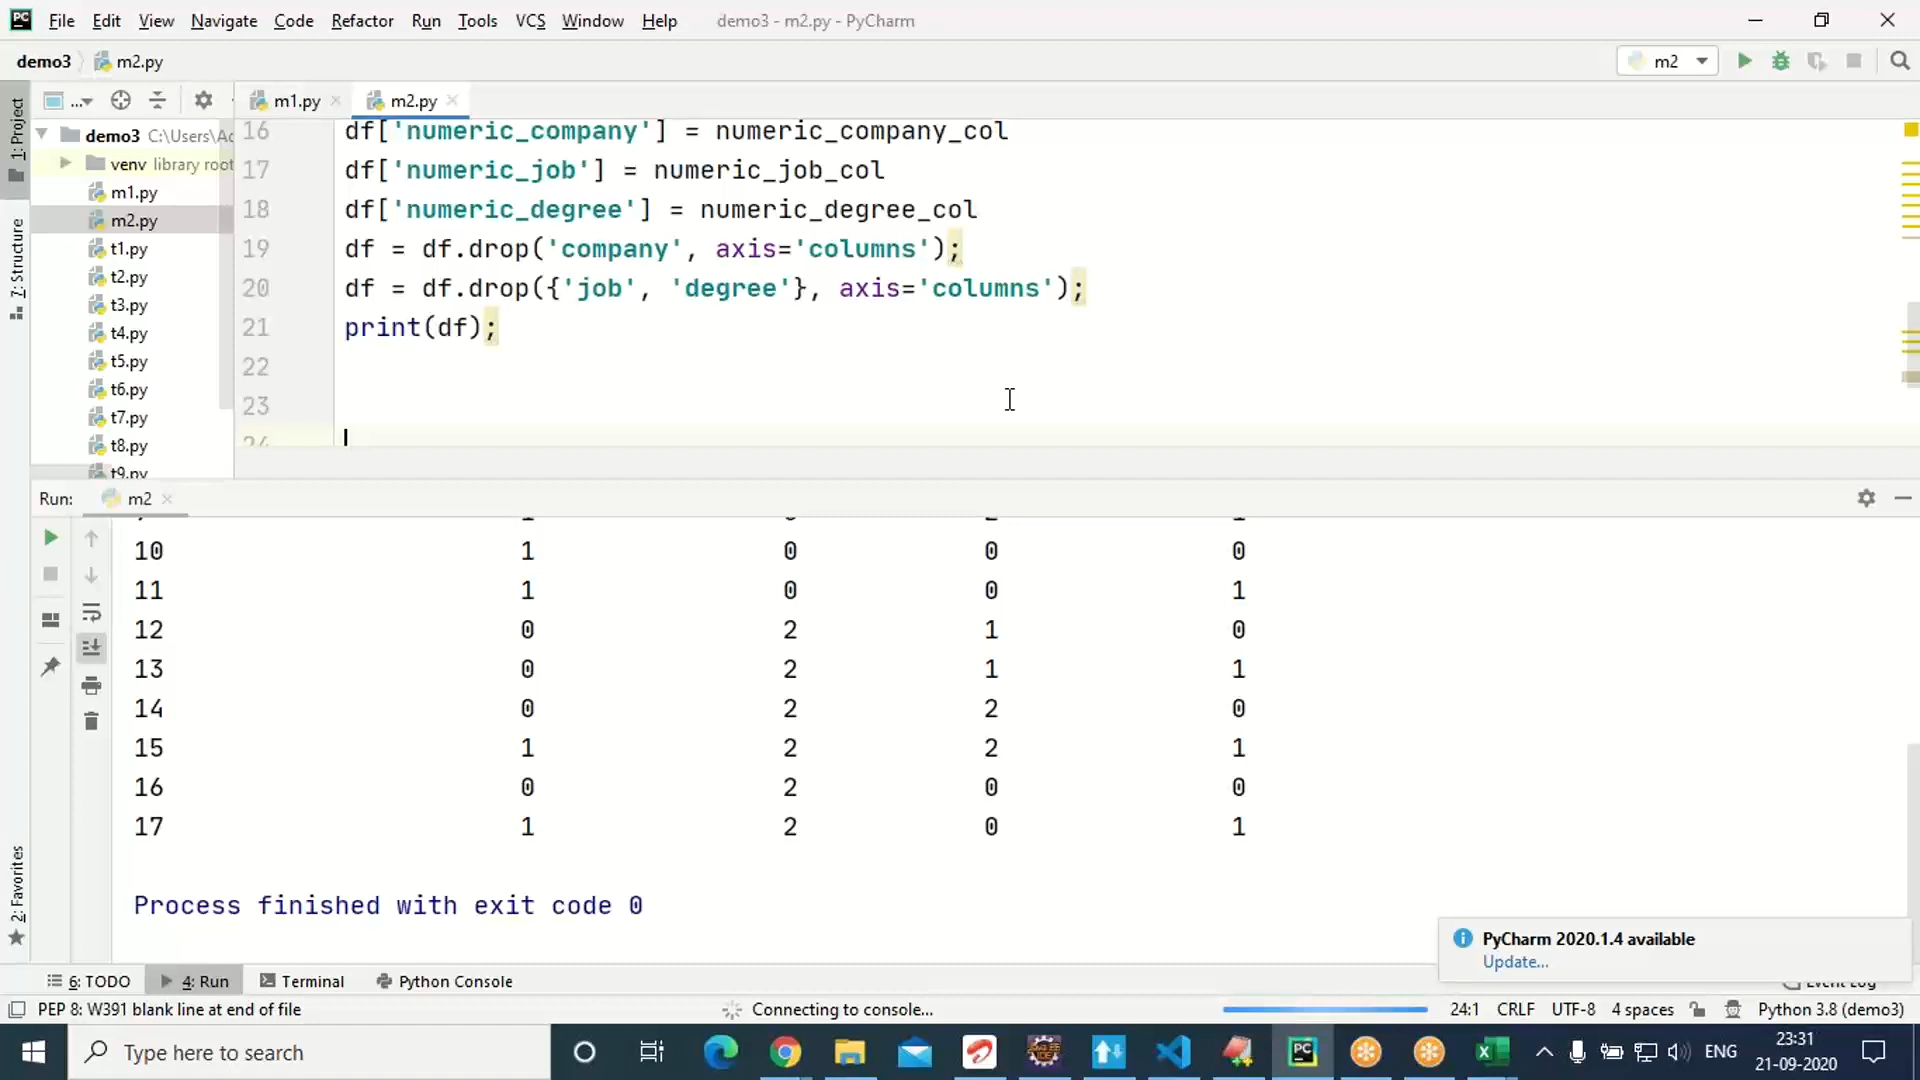 File Edit View Navigate Code Refactor Run Tools VCS Window Help demo3 - m2.py - PyCharm
demo3 m2.py
m2
1: Project
7: Structure
2: Favorites
...
m1.py
m2.py
demo3 C:\Users\Ad
venv library root
m1.py
m2.py
t1.py
t2.py
t3.py
t4.py
t5.py
t6.py
t7.py
t8.py
t9.py
16 df['numeric_company'] = numeric_company_col
17 df['numeric_job'] = numeric_job_col
18 df['numeric_degree'] = numeric_degree_col
19 df = df.drop('company', axis='columns');
20 df = df.drop({'job', 'degree'}, axis='columns');
21 print(df);
22
23
24
Run: m2
10 1 0 0 0
11 1 0 0 1
12 0 2 1 0
13 0 2 1 1
14 0 2 2 0
15 1 2 2 1
16 0 2 0 0
17 1 2 0 1
Process finished with exit code 0
PyCharm 2020.1.4 available
Update...
6: TODO 4: Run Terminal Python Console Event Log
PEP 8: W391 blank line at end of file Connecting to console... 24:1 CRLF UTF-8 4 spaces Python 3.8 (demo3)
Type here to search
ENG
23:31
21-09-2020